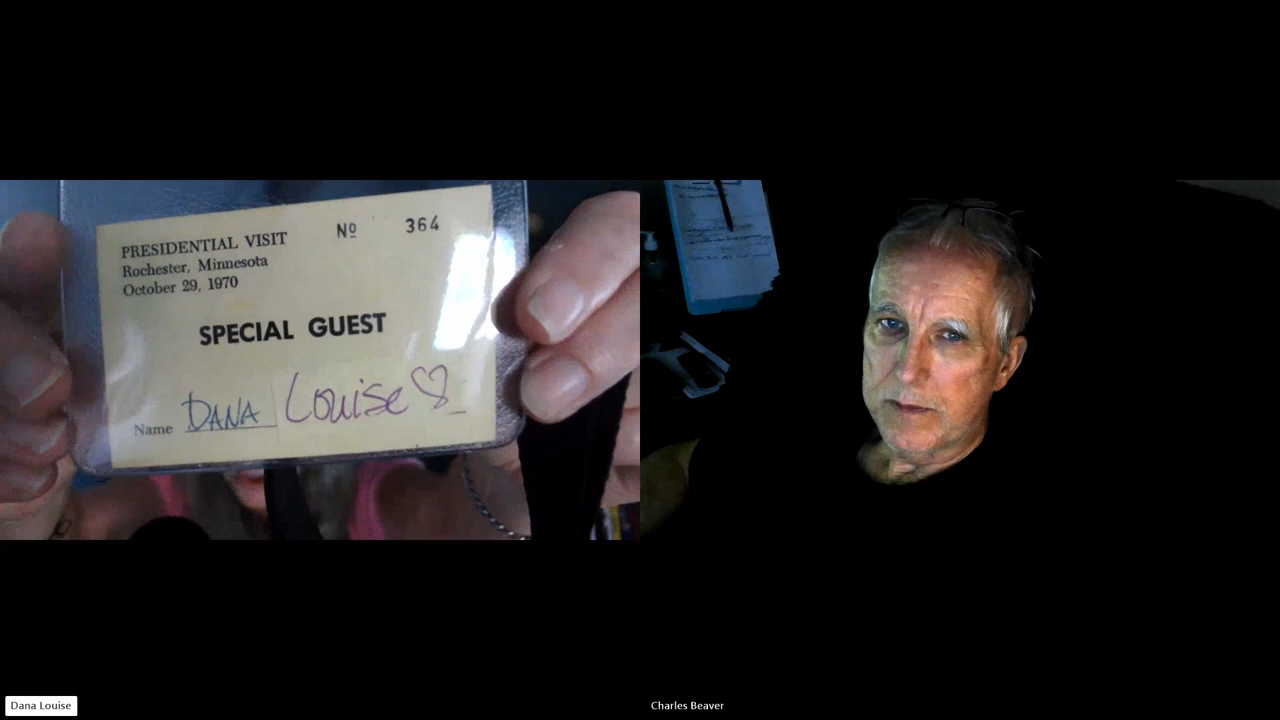 PRESIDENTIAL VISIT
Nº 364
Rochester, Minnesota
October 29, 1970
SPECIAL GUEST
Name DANA Louise
Dana Louise
Charles Beaver